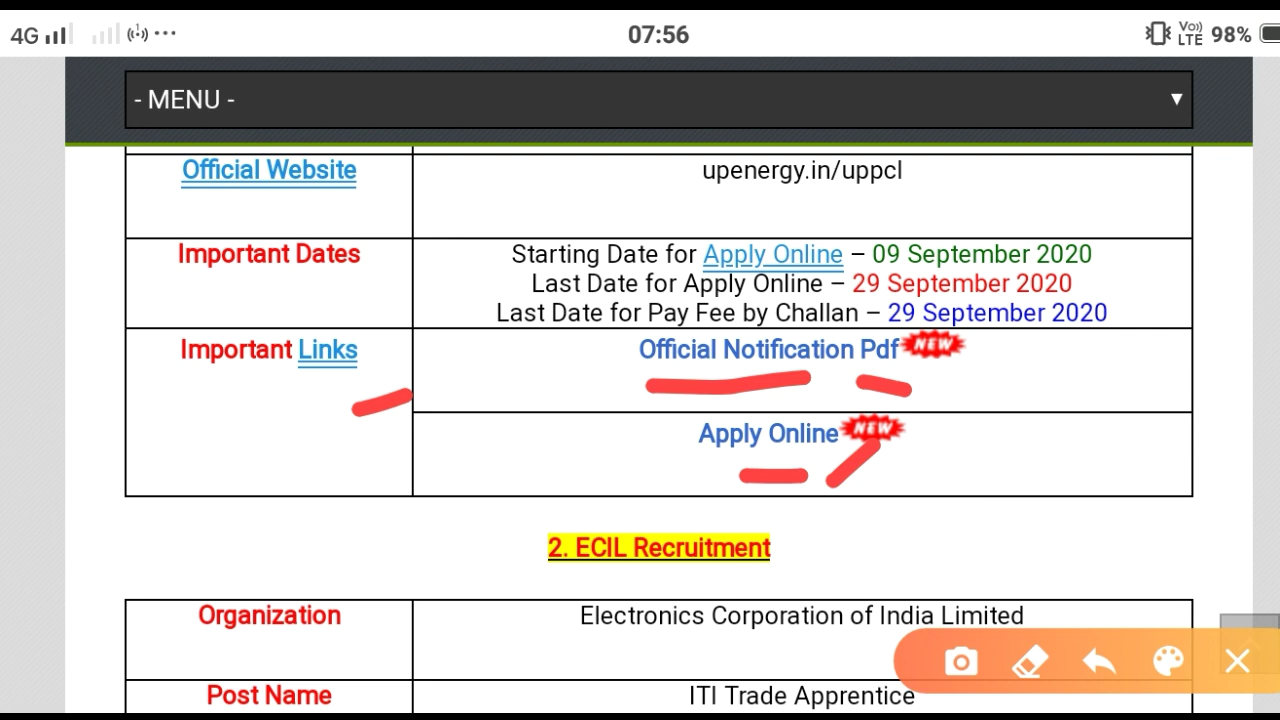 4G 07:56 Vo)) LTE 98%
- MENU -
Official Website upenergy.in/uppcl
Important Dates Starting Date for Apply Online – 09 September 2020
Last Date for Apply Online – 29 September 2020
Last Date for Pay Fee by Challan – 29 September 2020
Important Links Official Notification Pdf NEW
Apply Online NEW
2. ECIL Recruitment
Organization Electronics Corporation of India Limited
Post Name ITI Trade Apprentice